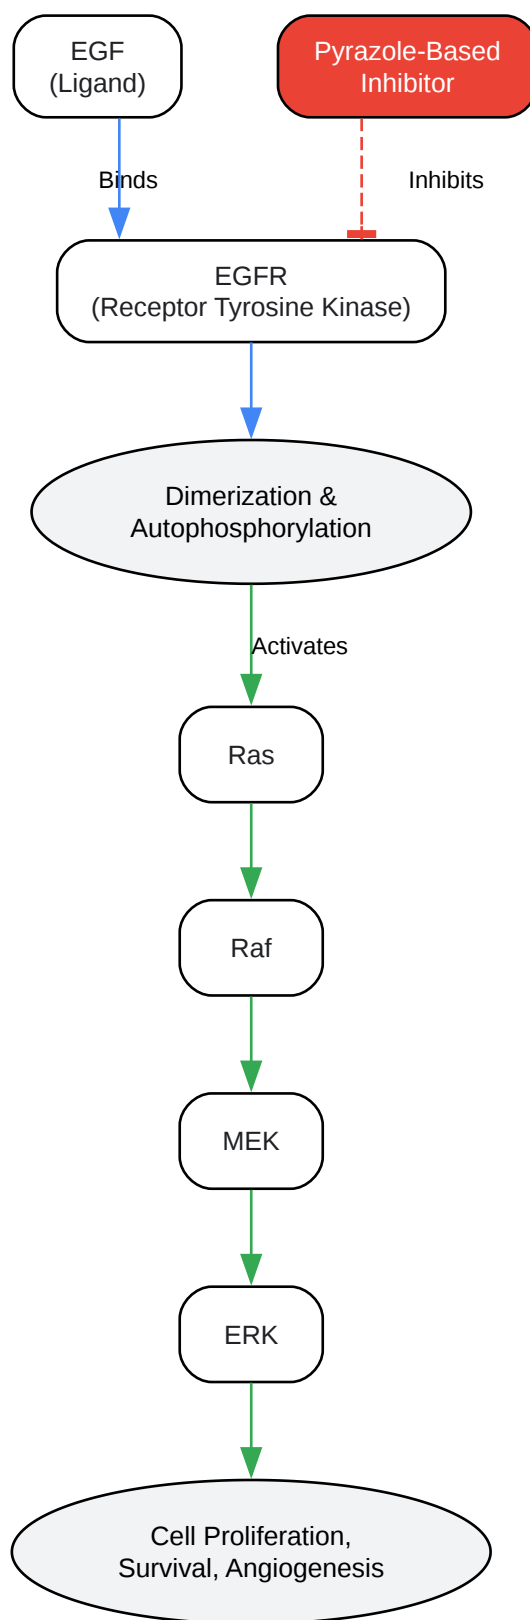 EGF
(Ligand)
Pyrazole-Based
Inhibitor
Binds
Inhibits
EGFR
(Receptor Tyrosine Kinase)
Dimerization &
Autophosphorylation
Activates
Ras
Raf
MEK
ERK
Cell Proliferation,
Survival, Angiogenesis